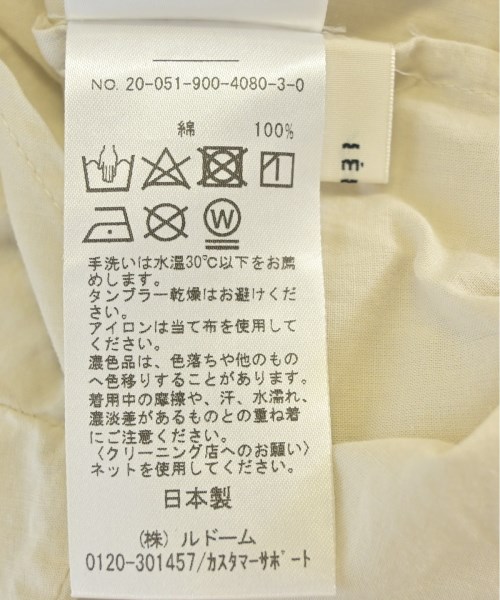 NO. 20-051-900-4080-3-0
綿 100%
W
手洗いは水温30℃以下をお薦
めします。
タンブラー乾燥はお避けくだ
さい。
アイロンは当て布を使用して
ください。
濃色品は、色落ちや他のもの
へ色移りすることがあります。
着用中の摩擦や、汗、水濡れ、
濃淡差があるものとの重ね着
にご注意ください。
〈クリーニング店へのお願い〉
ネットを使用してください。
日本製
(株) ルドーム
0120-301457/カスタマーサポート